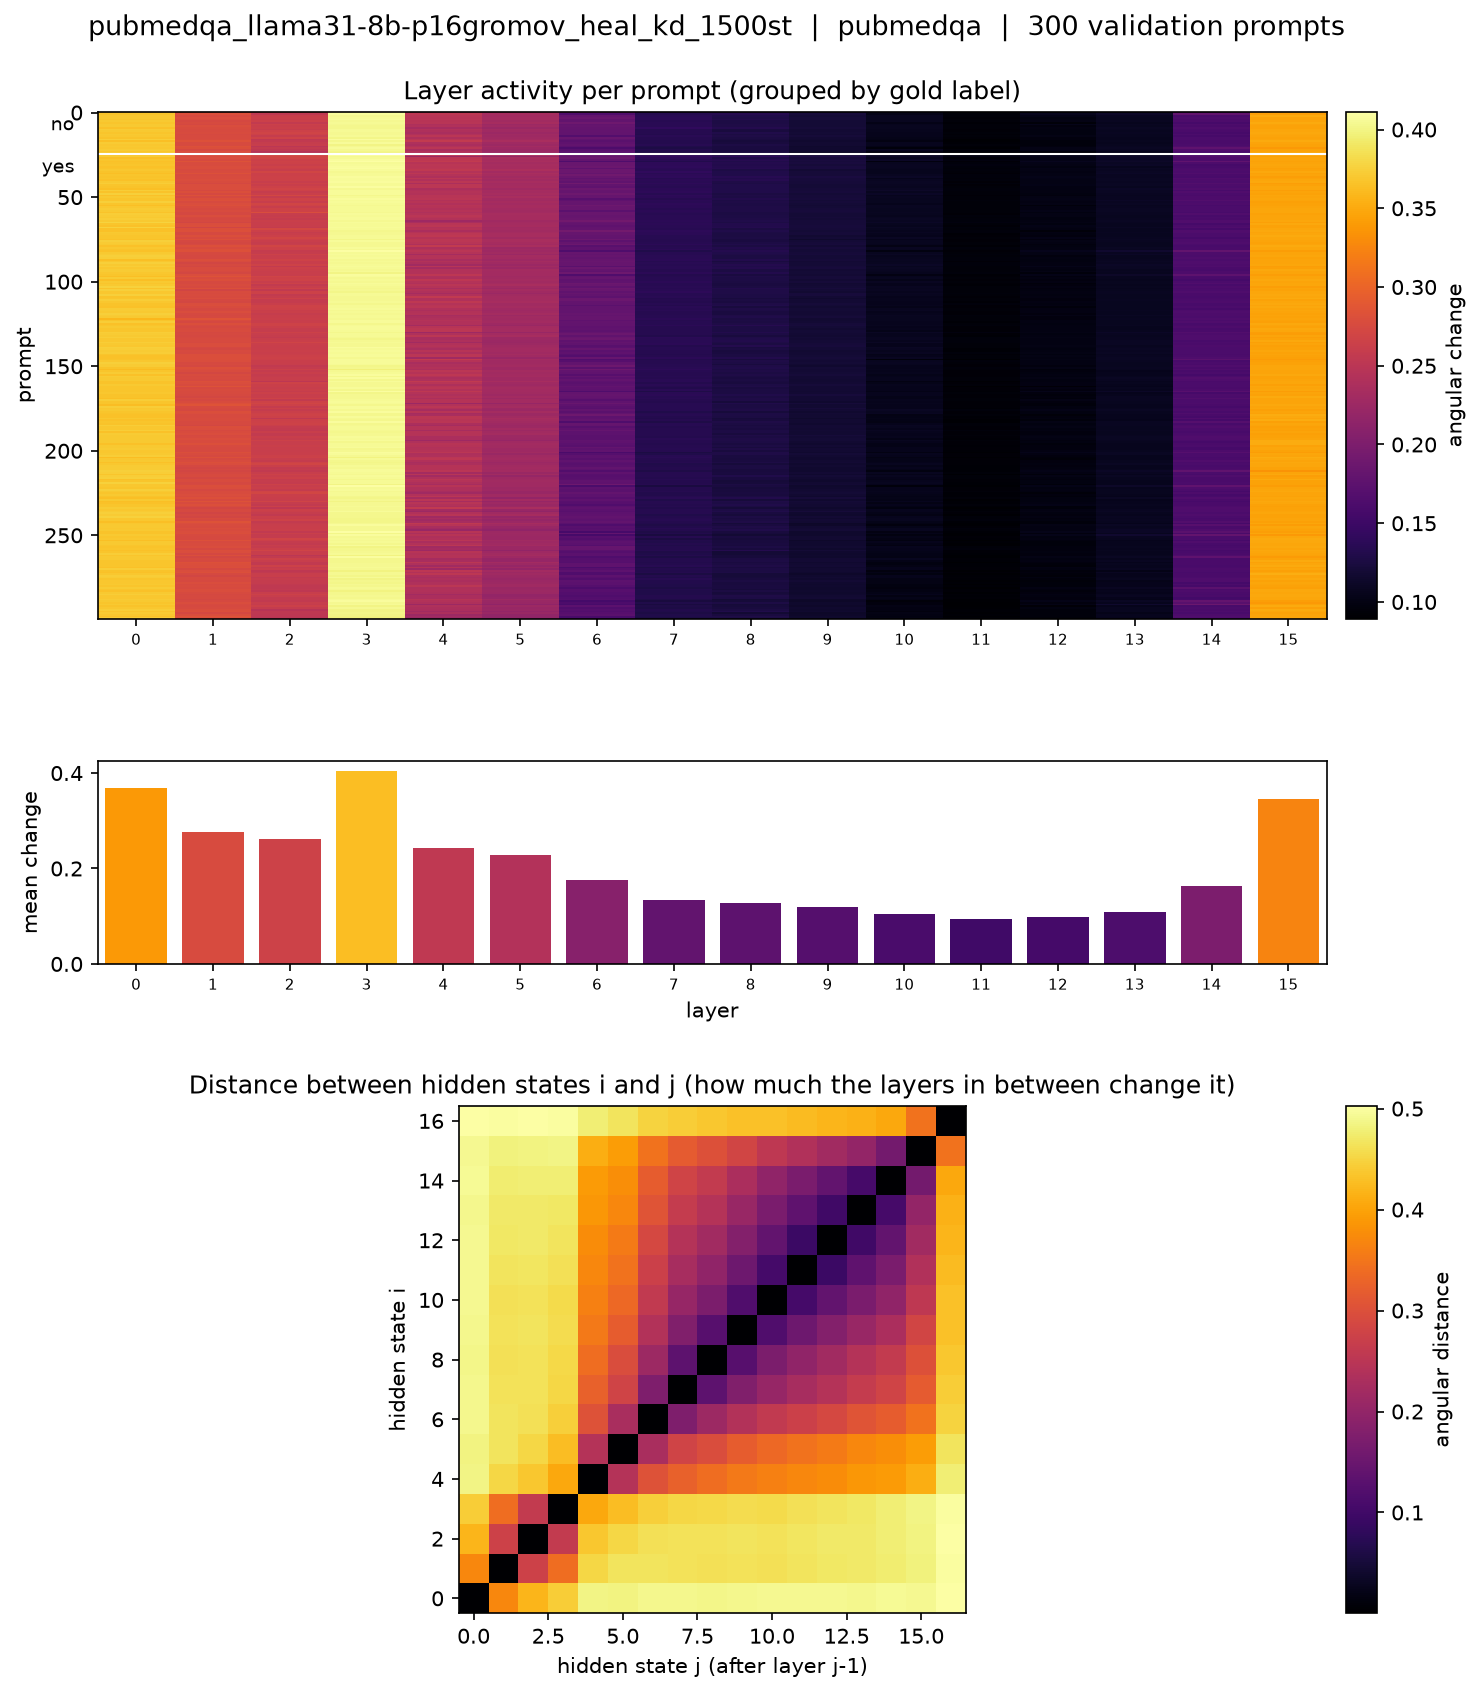 pubmedqa_llama31-8b-p16gromov_heal_kd_1500st | pubmedqa | 300 validation prompts
Layer activity per prompt (grouped by gold label)
0
no
yes
50
100
150
200
250
prompt
0 1 2 3 4 5 6 7 8 9 10 11 12 13 14 15
0.40
0.35
0.30
0.25
0.20
0.15
0.10
angular change
0.4
0.2
0.0
mean change
0 1 2 3 4 5 6 7 8 9 10 11 12 13 14 15
layer
Distance between hidden states i and j (how much the layers in between change it)
16
14
12
10
8
6
4
2
0
hidden state i
0.0 2.5 5.0 7.5 10.0 12.5 15.0
hidden state j (after layer j-1)
0.5
0.4
0.3
0.2
0.1
angular distance